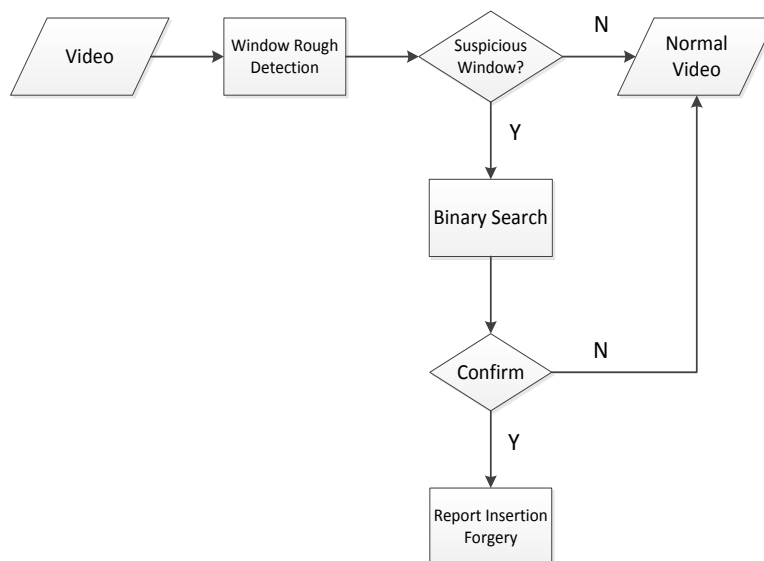 Video
Window Rough
Detection
Suspicious
Window?
N
Normal
Video
Y
Binary Search
Confirm
N
Y
Report Insertion
Forgery